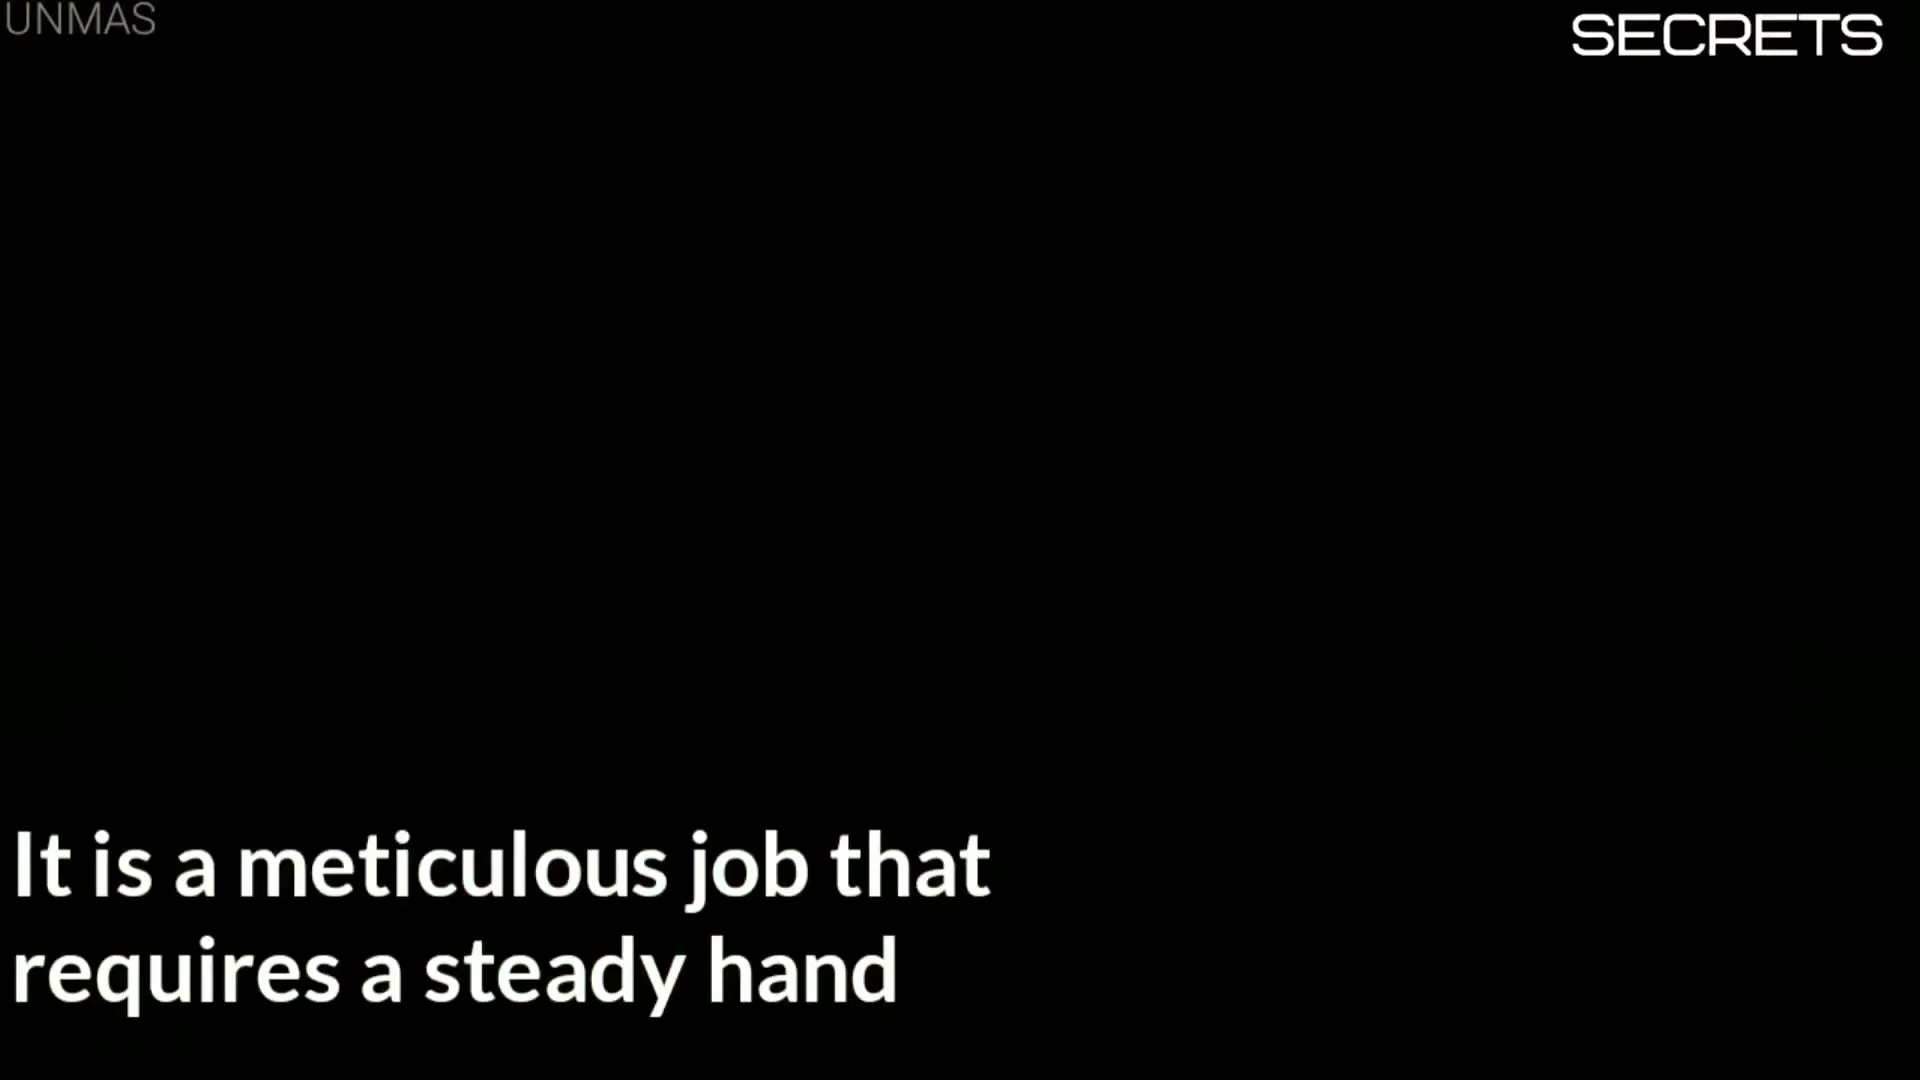 UNMAS
SECRETS
It is a meticulous job that
requires a steady hand